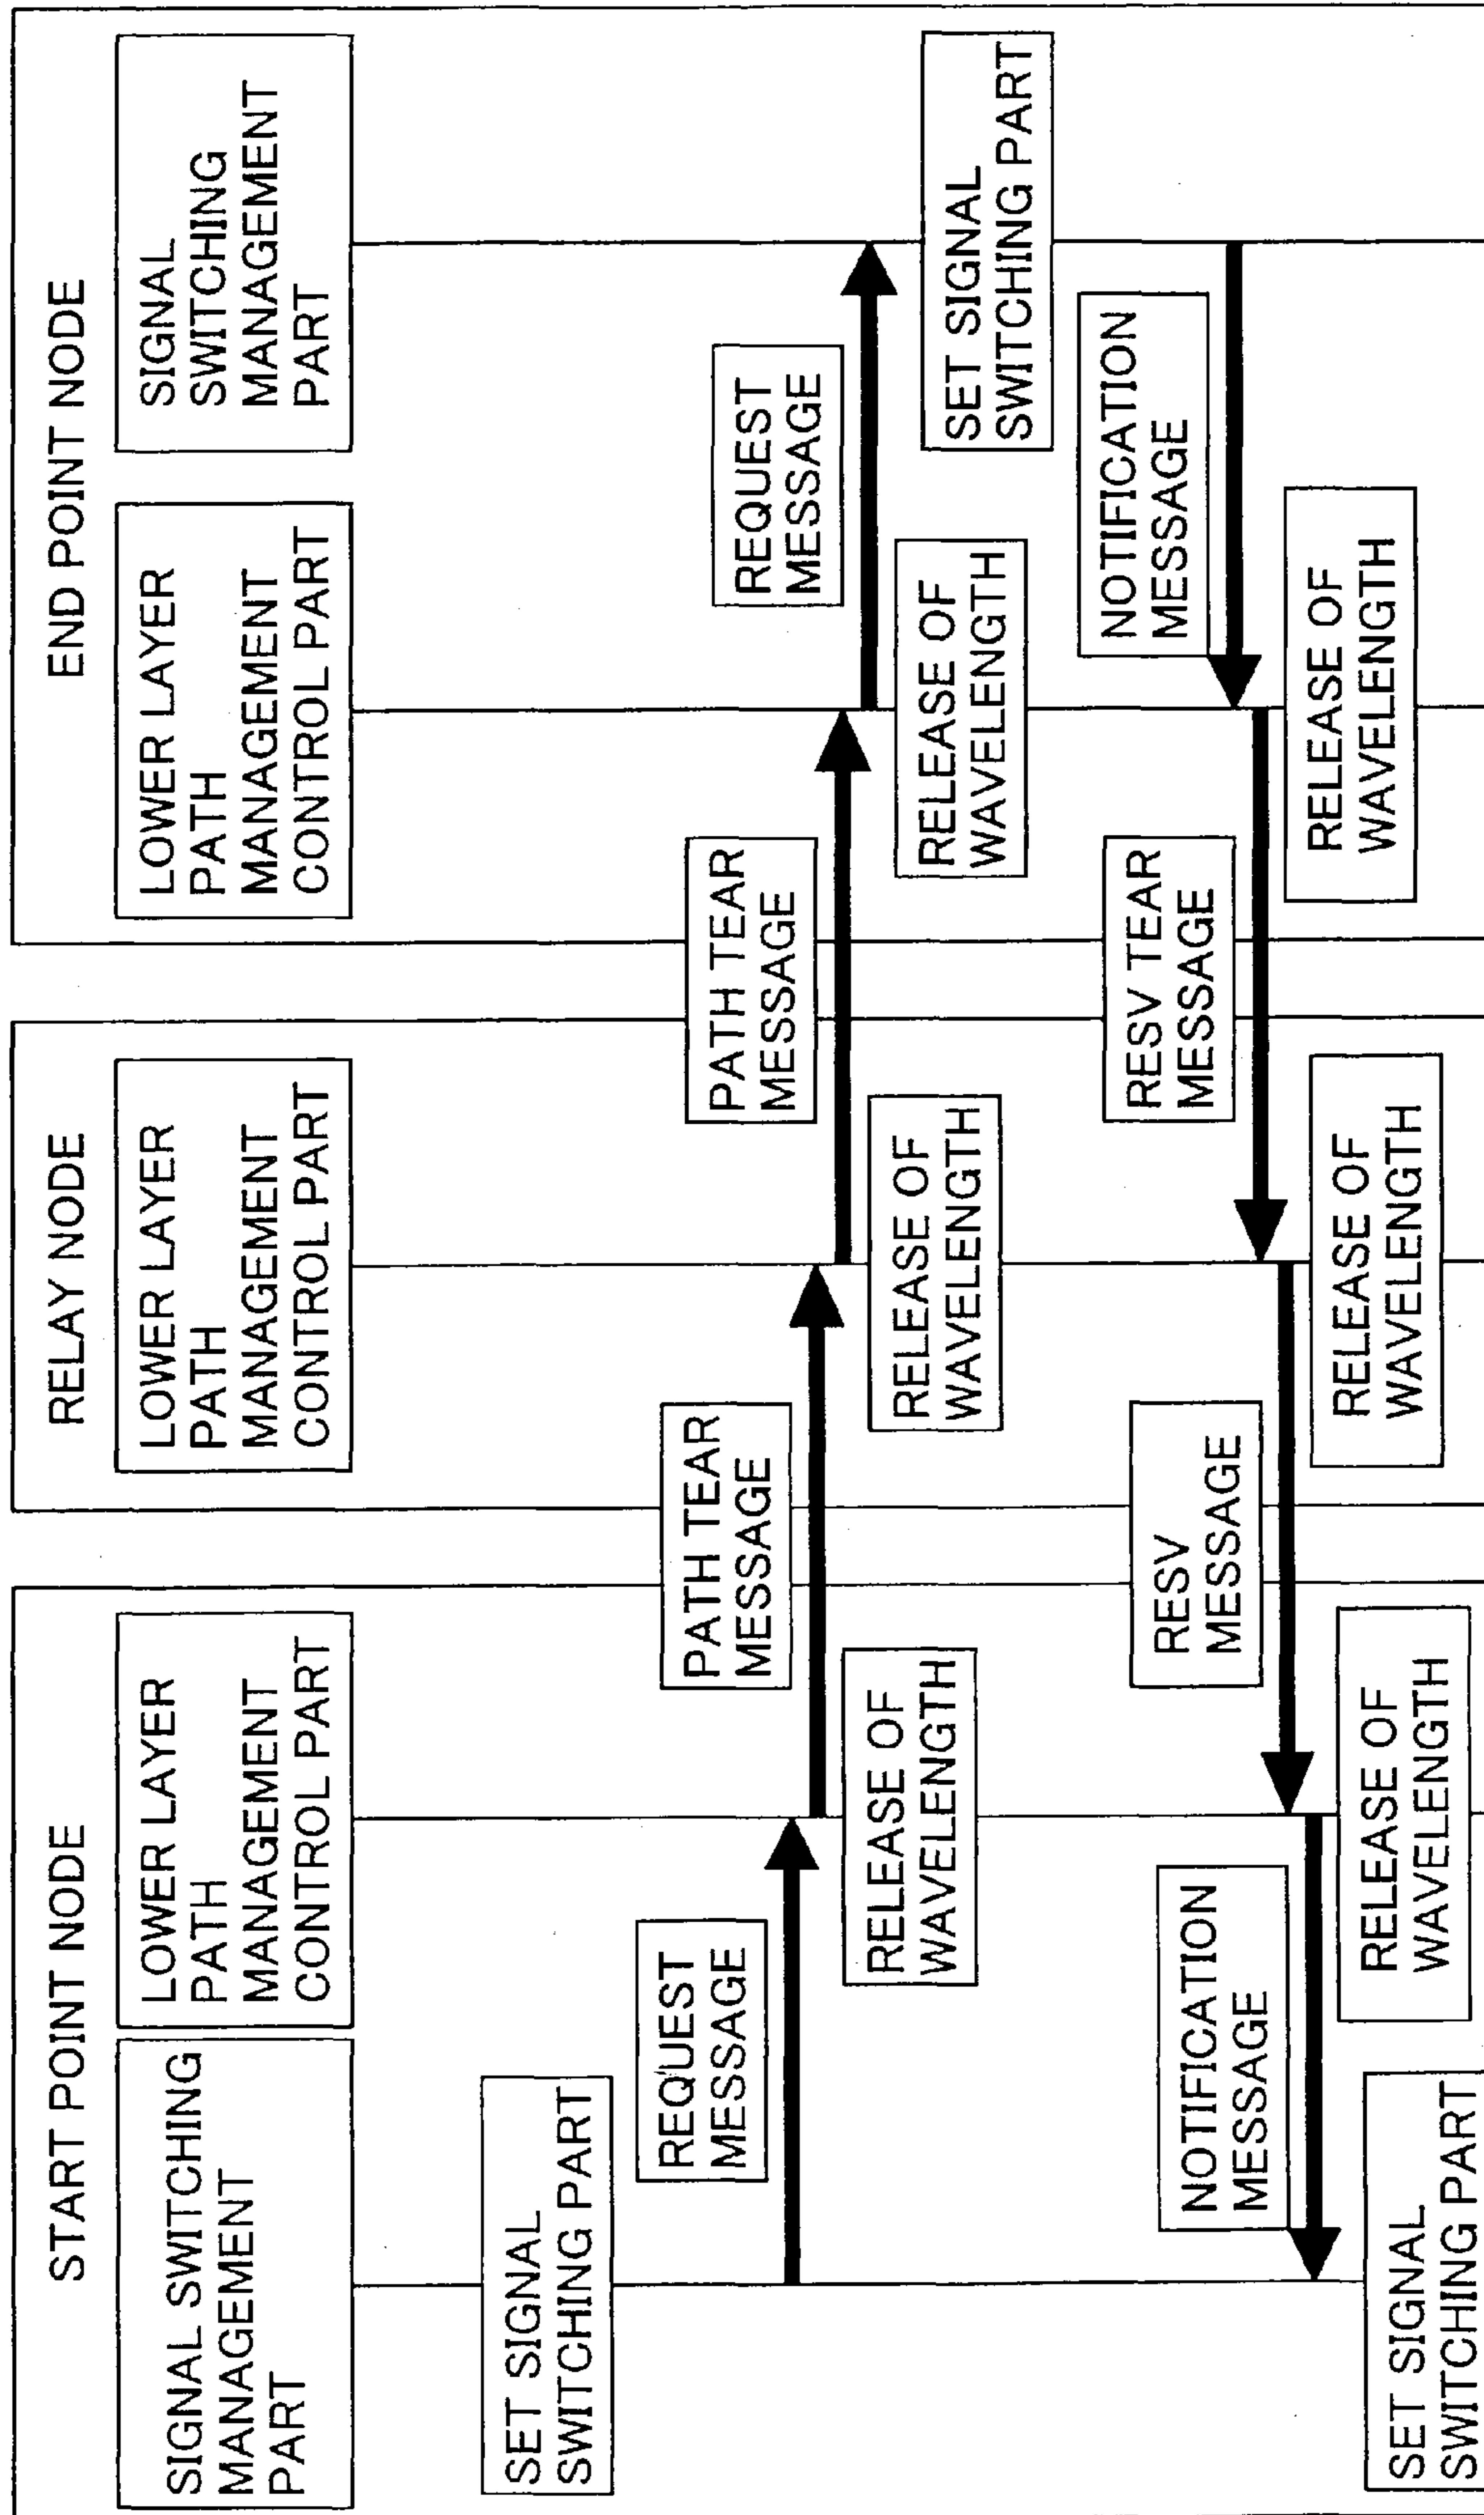 START POINT NODE
RELAY NODE
END POINT NODE
SIGNAL SWITCHING
MANAGEMENT
PART
LOWER LAYER
PATH
MANAGEMENT
CONTROL PART
LOWER LAYER
PATH
MANAGEMENT
CONTROL PART
LOWER LAYER
PATH
MANAGEMENT
CONTROL PART
SIGNAL
SWITCHING
MANAGEMENT
PART
SET SIGNAL
SWITCHING PART
REQUEST
MESSAGE
PATH TEAR
MESSAGE
PATH TEAR
MESSAGE
REQUEST
MESSAGE
RELEASE OF
WAVELENGTH
RELEASE OF
WAVELENGTH
RELEASE OF
WAVELENGTH
SET SIGNAL
SWITCHING PART
NOTIFICATION
MESSAGE
RESV TEAR
MESSAGE
RESV
MESSAGE
NOTIFICATION
MESSAGE
RELEASE OF
WAVELENGTH
RELEASE OF
WAVELENGTH
RELEASE OF
WAVELENGTH
SET SIGNAL
SWITCHING PART